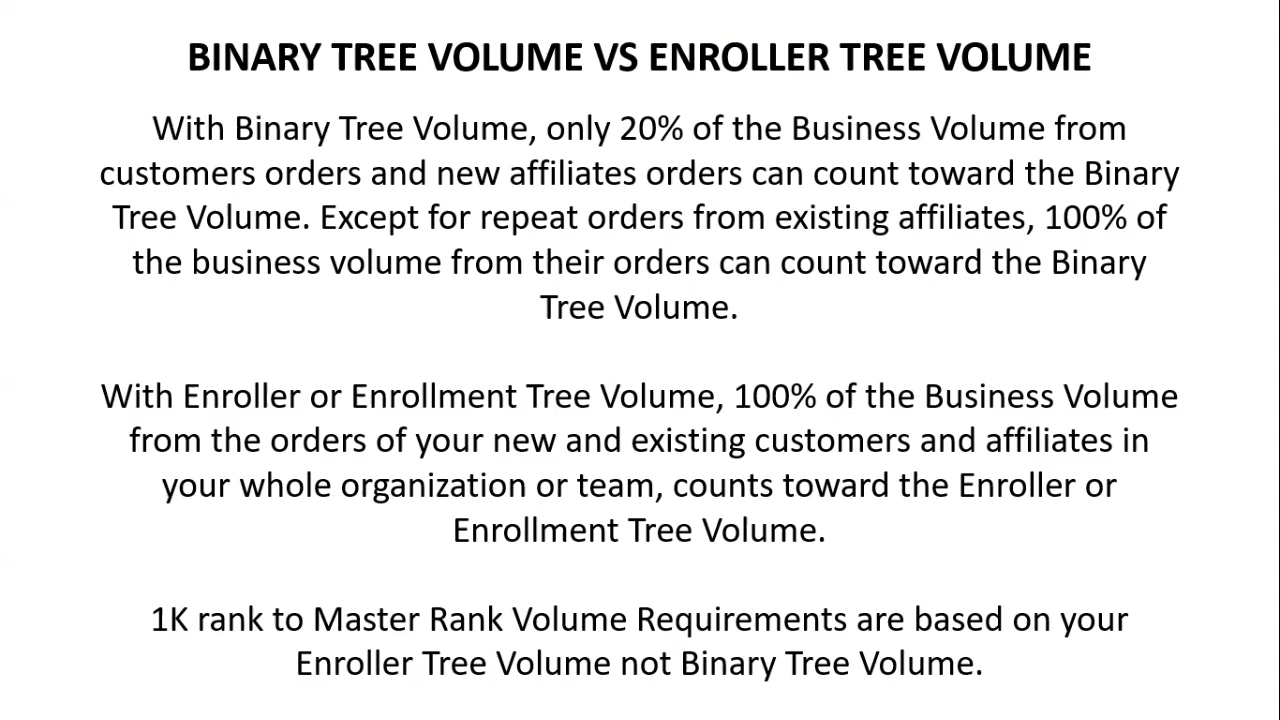 BINARY TREE VOLUME VS ENROLLER TREE VOLUME
With Binary Tree Volume, only 20% of the Business Volume from
customers orders and new affiliates orders can count toward the Binary
Tree Volume. Except for repeat orders from existing affiliates, 100% of
the business volume from their orders can count toward the Binary
Tree Volume.
With Enroller or Enrollment Tree Volume, 100% of the Business Volume
from the orders of your new and existing customers and affiliates in
your whole organization or team, counts toward the Enroller or
Enrollment Tree Volume.
1K rank to Master Rank Volume Requirements are based on your
Enroller Tree Volume not Binary Tree Volume.